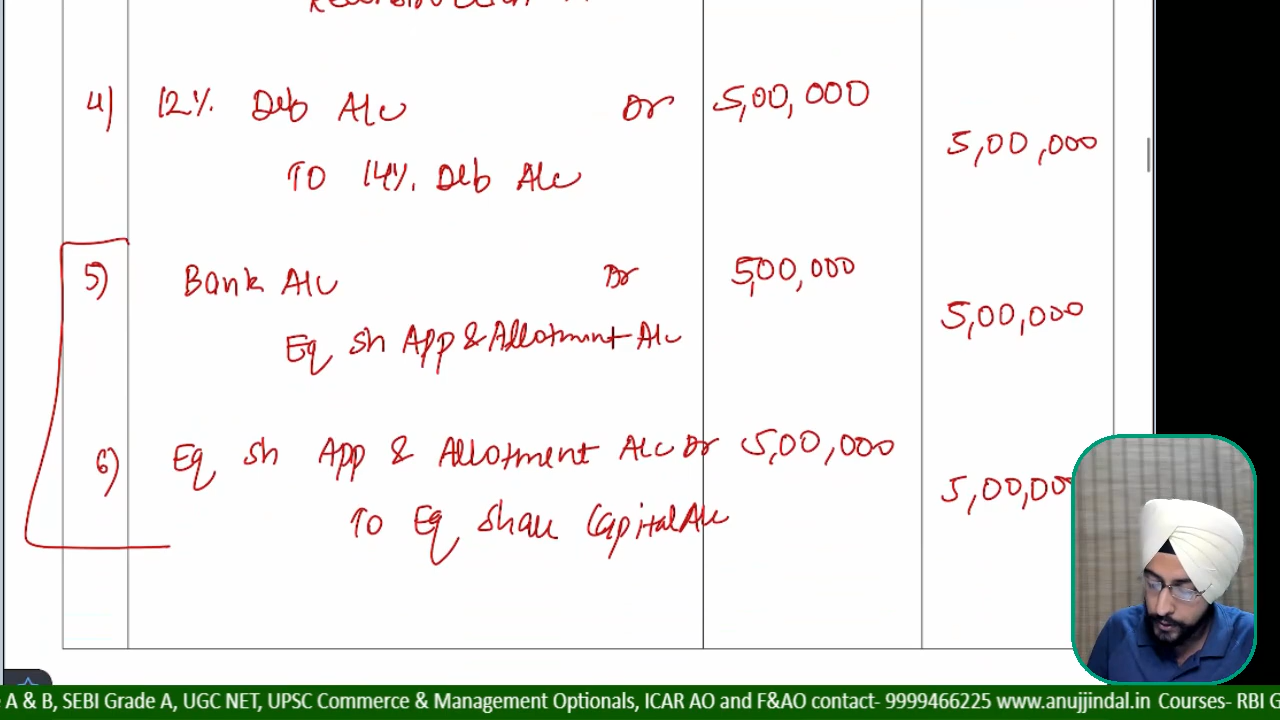 4) 12%. Deb A/c Dr 5,00,000
To 14%. Deb A/c 5,00,000
5) Bank A/c Dr 5,00,000
Eq Sh App & Allotment A/c 5,00,000
6) Eq Sh App & Allotment A/c Dr 5,00,000
To Eq Share Capital A/c 5,00,00
A & B, SEBI Grade A, UGC NET, UPSC Commerce & Management Optionals, ICAR AO and F&AO contact- 9999466225 www.anujjindal.in Courses- RBI G